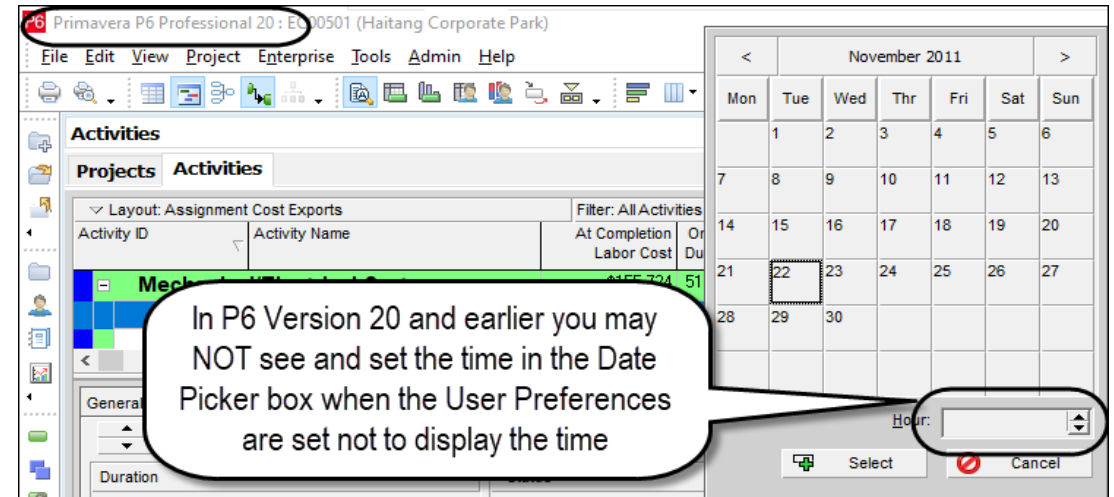 P6 Primavera P6 Professional 20 : EC00501 (Haitang Corporate Park)
File Edit View Project Enterprise Tools Admin Help
Activities
Projects Activities
Layout: Assignment Cost Exports Filter: All Activities
Activity ID Activity Name At Completion
Labor Cost
51
In P6 Version 20 and earlier you may
NOT see and set the time in the Date
Picker box when the User Preferences
are set not to display the time
General
Duration
< November 2011 >
Mon Tue Wed Thr Fri Sat Sun
1 2 3 4 5 6
7 8 9 10 11 12 13
14 15 16 17 18 19 20
21 22 23 24 25 26 27
28 29 30
Hour:
Select Cancel